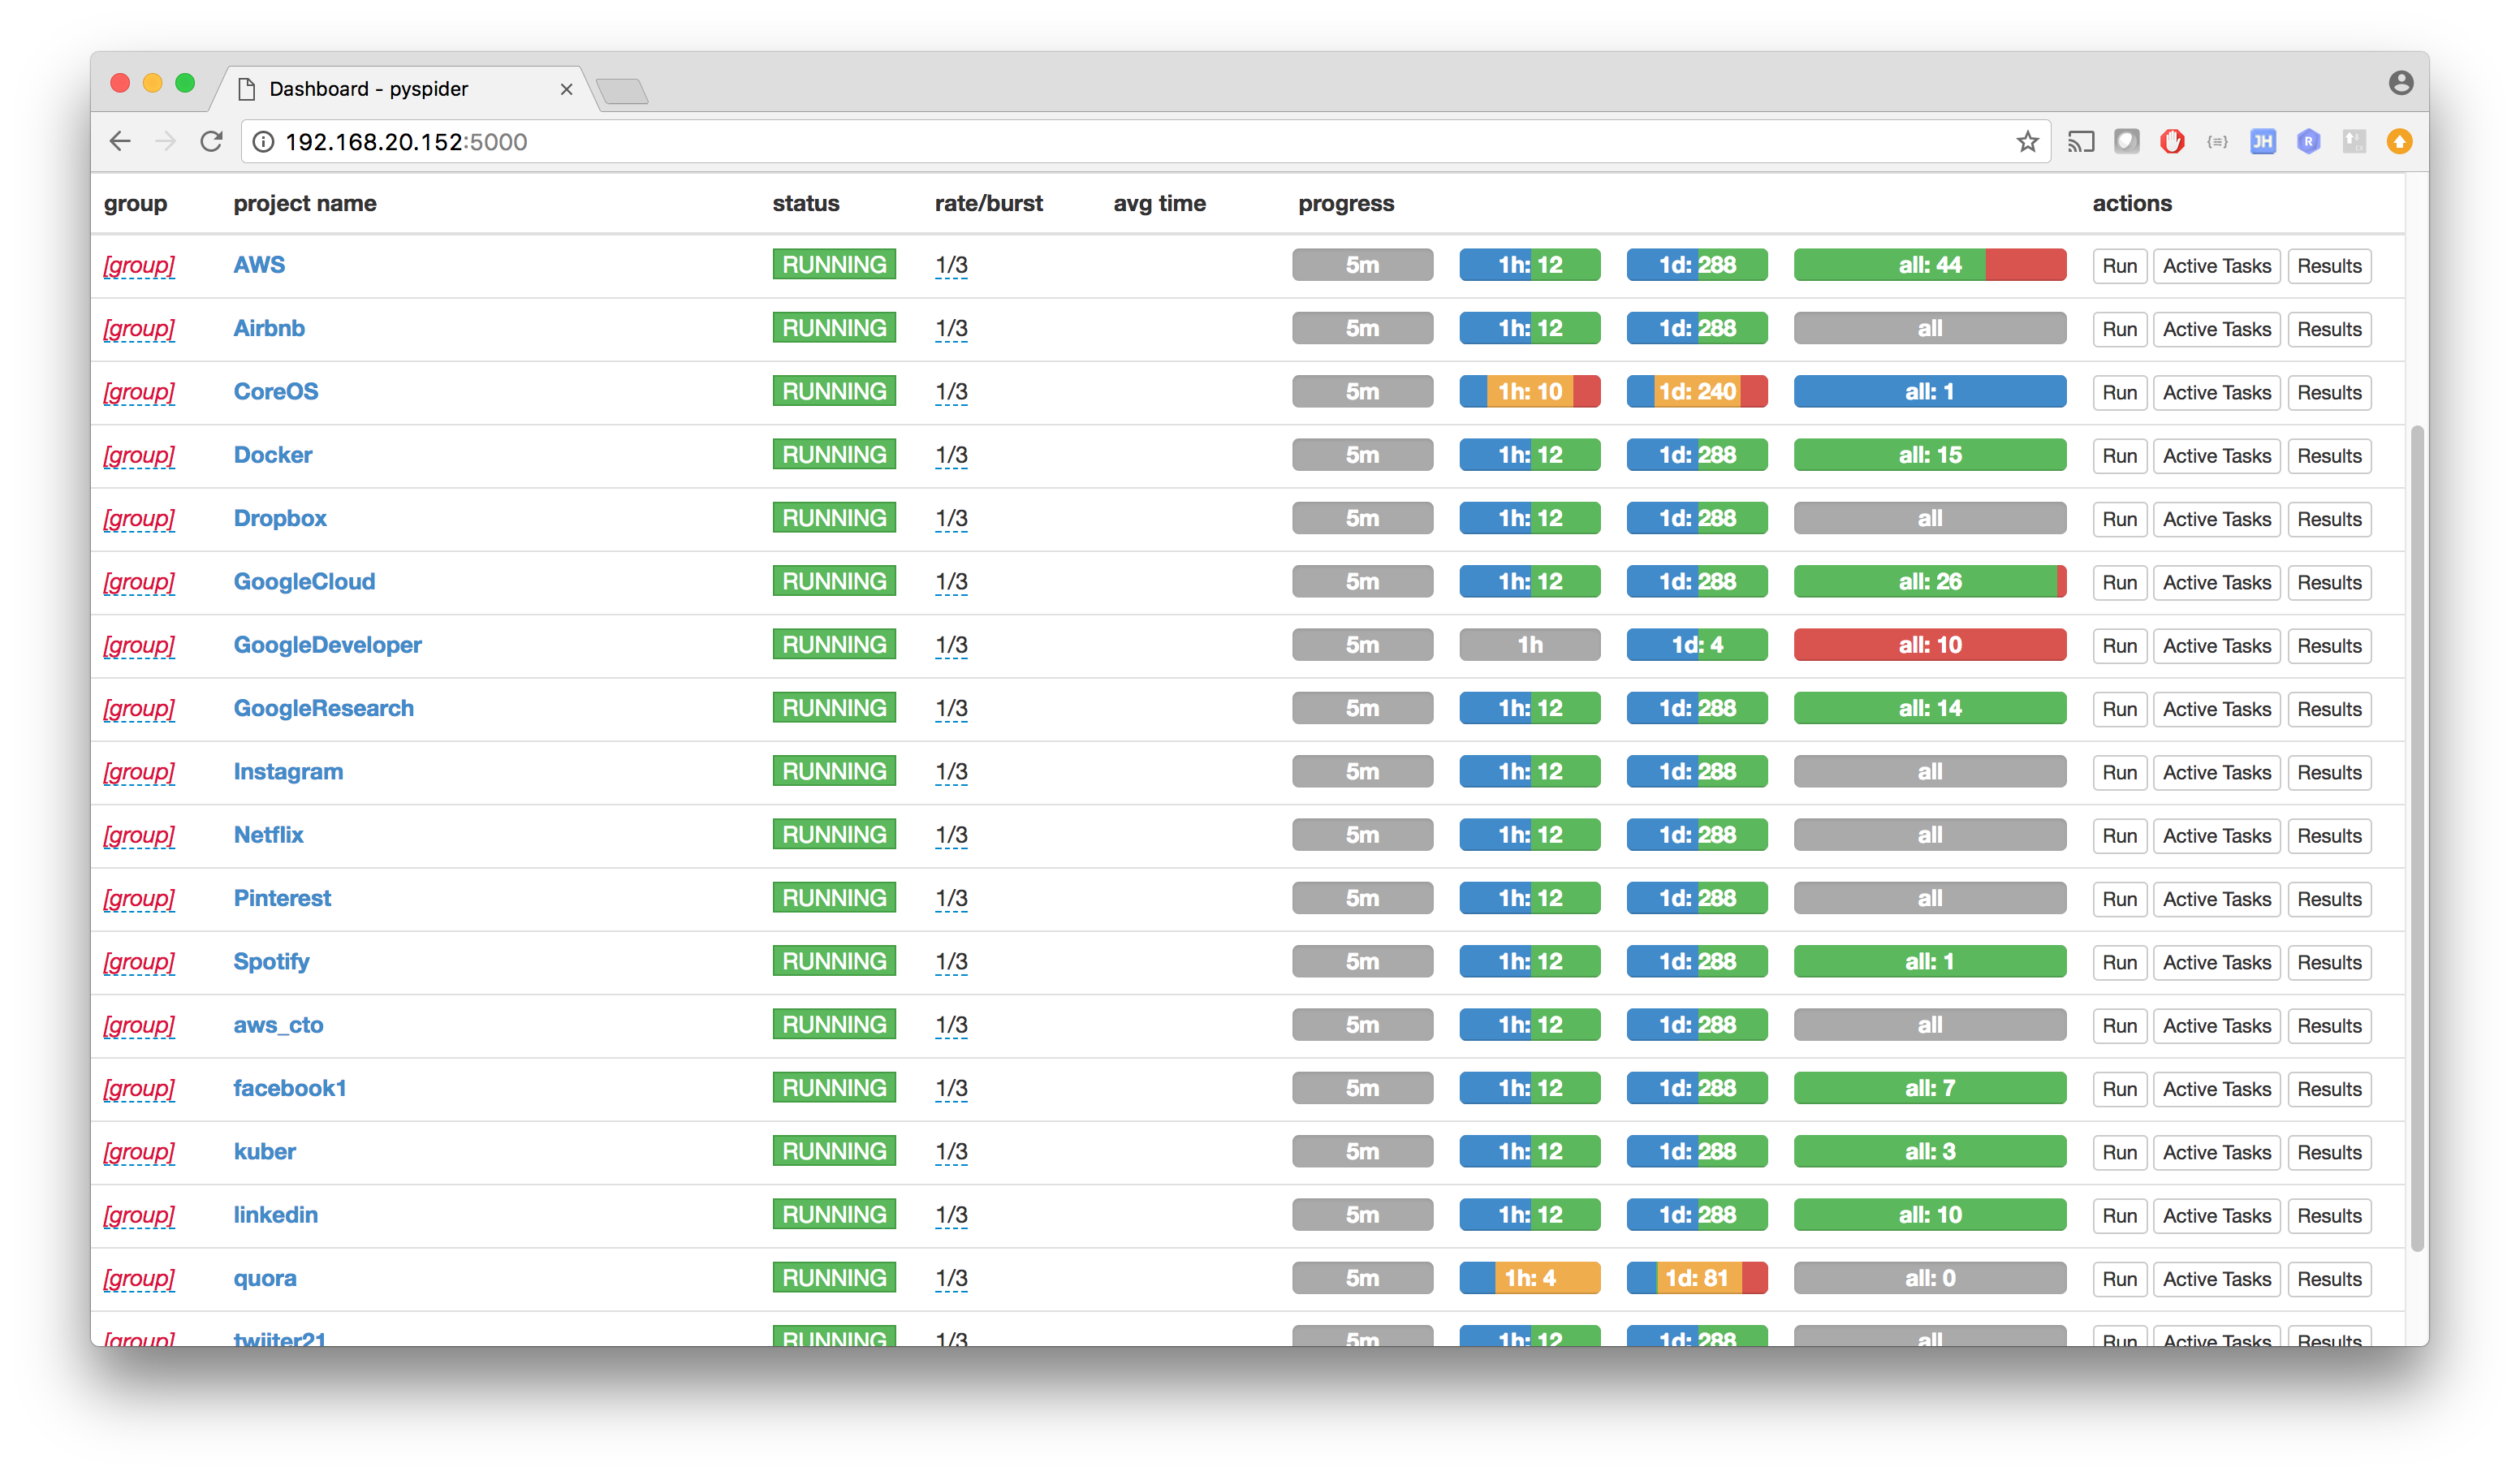 Dashboard - pyspider
192.168.20.152:5000
group project name status rate/burst avg time progress actions
[group] AWS RUNNING 1/3 5m 1h: 12 1d: 288 all: 44 Run Active Tasks Results
[group] Airbnb RUNNING 1/3 5m 1h: 12 1d: 288 all Run Active Tasks Results
[group] CoreOS RUNNING 1/3 5m 1h: 10 1d: 240 all: 1 Run Active Tasks Results
[group] Docker RUNNING 1/3 5m 1h: 12 1d: 288 all: 15 Run Active Tasks Results
[group] Dropbox RUNNING 1/3 5m 1h: 12 1d: 288 all Run Active Tasks Results
[group] GoogleCloud RUNNING 1/3 5m 1h: 12 1d: 288 all: 26 Run Active Tasks Results
[group] GoogleDeveloper RUNNING 1/3 5m 1h 1d: 4 all: 10 Run Active Tasks Results
[group] GoogleResearch RUNNING 1/3 5m 1h: 12 1d: 288 all: 14 Run Active Tasks Results
[group] Instagram RUNNING 1/3 5m 1h: 12 1d: 288 all Run Active Tasks Results
[group] Netflix RUNNING 1/3 5m 1h: 12 1d: 288 all Run Active Tasks Results
[group] Pinterest RUNNING 1/3 5m 1h: 12 1d: 288 all Run Active Tasks Results
[group] Spotify RUNNING 1/3 5m 1h: 12 1d: 288 all: 1 Run Active Tasks Results
[group] aws_cto RUNNING 1/3 5m 1h: 12 1d: 288 all Run Active Tasks Results
[group] facebook1 RUNNING 1/3 5m 1h: 12 1d: 288 all: 7 Run Active Tasks Results
[group] kuber RUNNING 1/3 5m 1h: 12 1d: 288 all: 3 Run Active Tasks Results
[group] linkedin RUNNING 1/3 5m 1h: 12 1d: 288 all: 10 Run Active Tasks Results
[group] quora RUNNING 1/3 5m 1h: 4 1d: 81 all: 0 Run Active Tasks Results
[group] twiiter21 RUNNING 1/3 5m 1h: 12 1d: 288 all Run Active Tasks Results